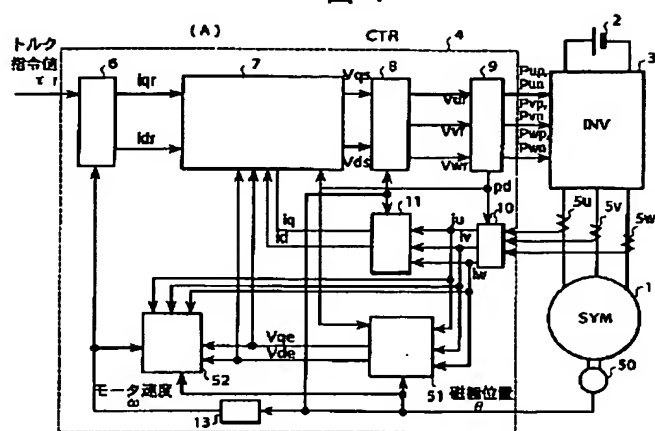 (A)
CTR
4
2
トルク
指令値
τr
6
7
8
9
3
iqr
Vqs
Vur
Pup,
Pun
Pvp,
Pvn
Pwp,
Pwn
INV
idr
Vds
Vvr
Vwr
pd
11
10
5u
5v
5w
iq
id
iu
iv
iw
1
SYM
Vqe
Vde
50
52
51
モータ速度
ω
磁極位置
θ
13